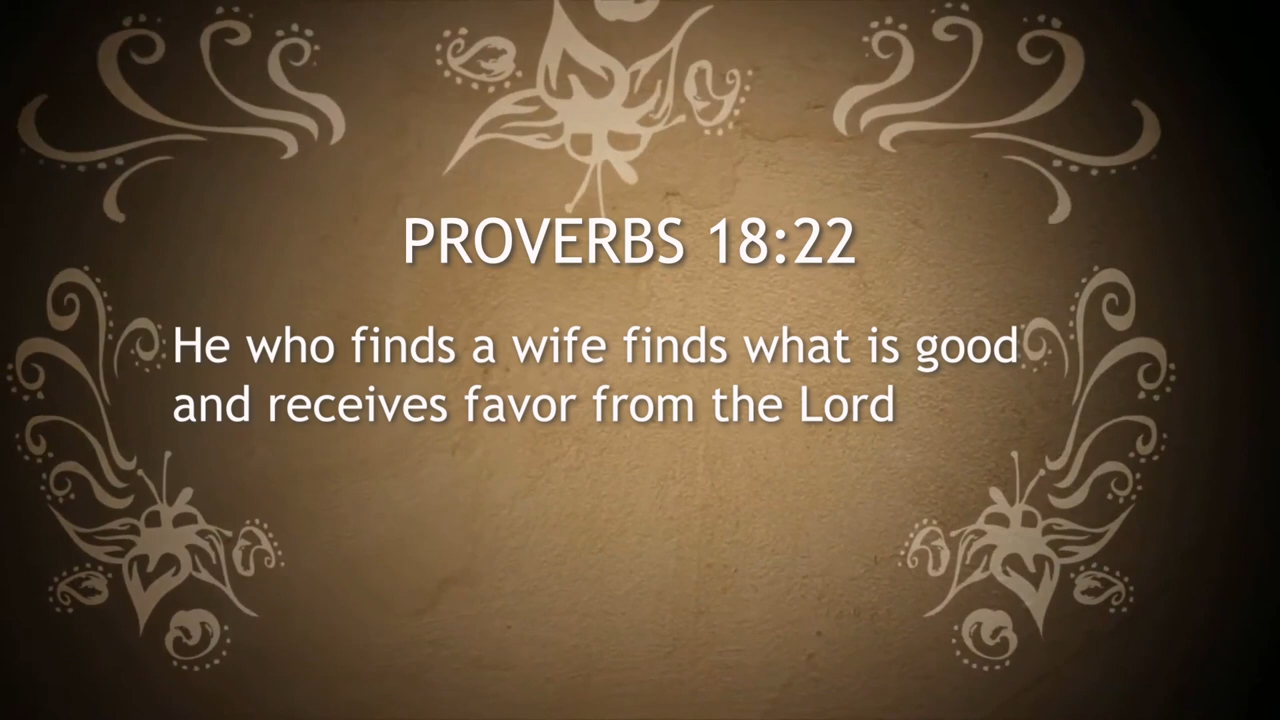 PROVERBS 18:22
He who finds a wife finds what is good
and receives favor from the Lord